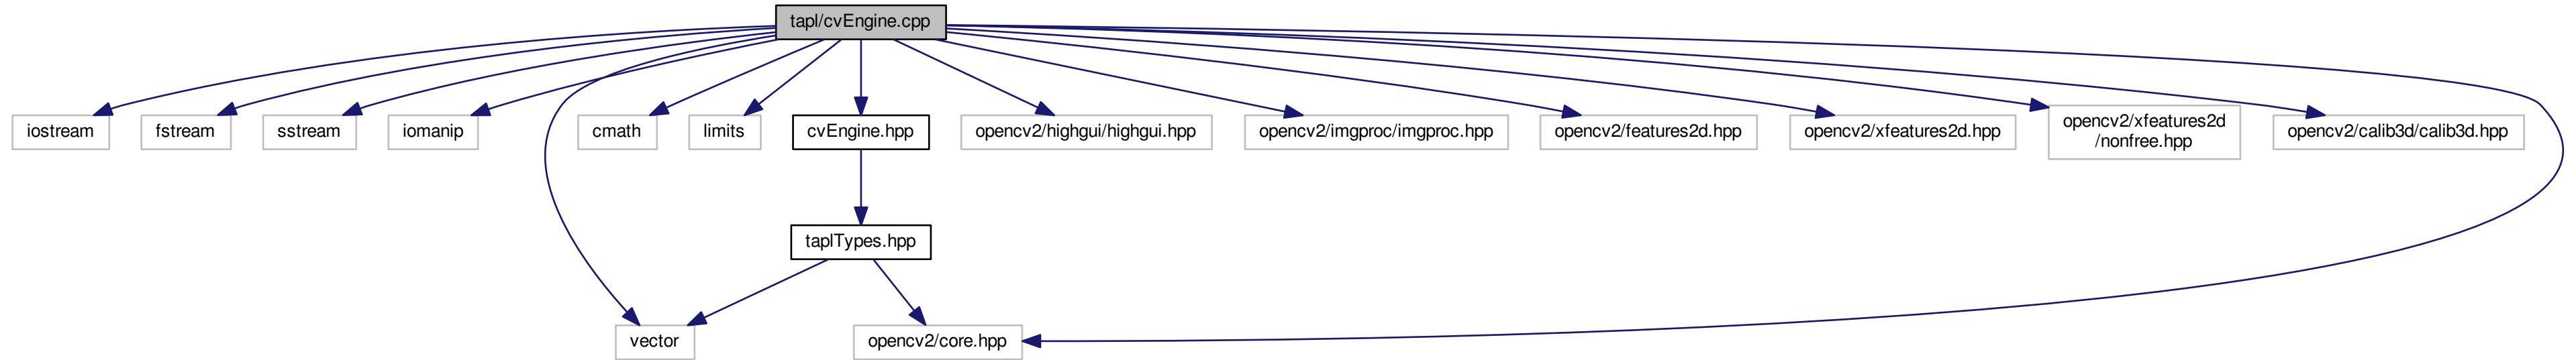 tapl/cvEngine.cpp
iostream
fstream
sstream
iomanip
cmath
limits
cvEngine.hpp
opencv2/highgui/highgui.hpp
opencv2/imgproc/imgproc.hpp
opencv2/features2d.hpp
opencv2/xfeatures2d.hpp
opencv2/xfeatures2d
/nonfree.hpp
opencv2/calib3d/calib3d.hpp
taplTypes.hpp
vector
opencv2/core.hpp